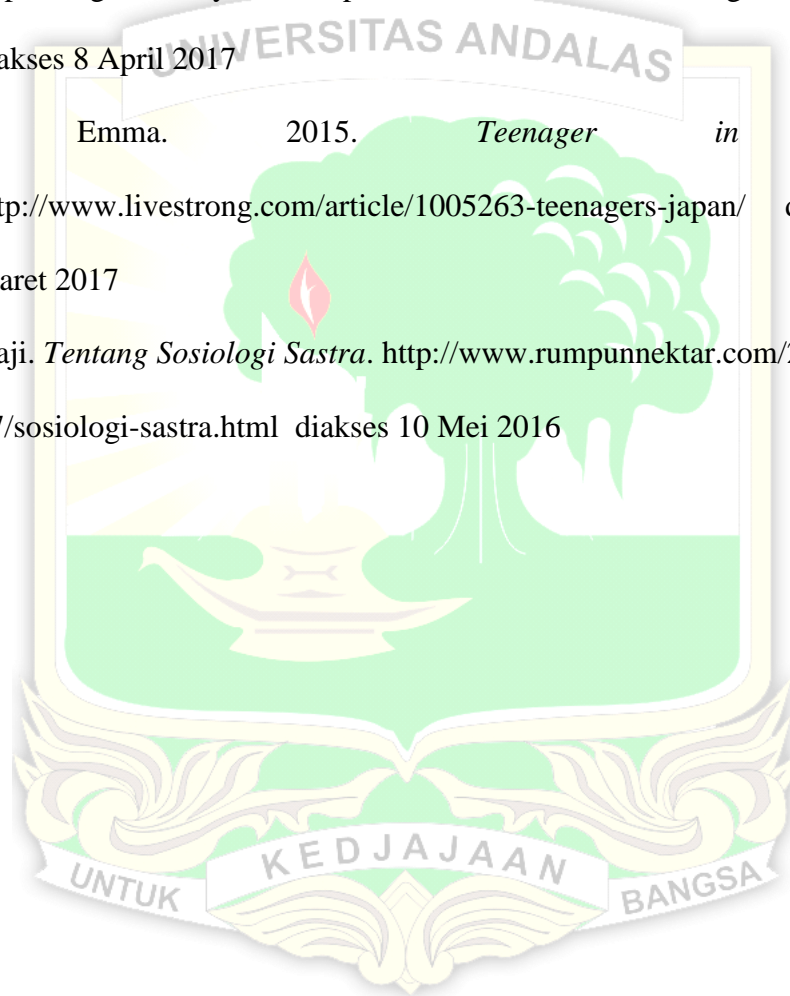 UNIVERSITAS ANDALAS
akses 8 April 2017
Emma. 2015. Teenager in
tp://www.livestrong.com/article/1005263-teenagers-japan/
aret 2017
aji. Tentang Sosiologi Sastra. http://www.rumpunnektar.com/
/sosiologi-sastra.html diakses 10 Mei 2016
UNTUK KEDJAJAAN BANGSA